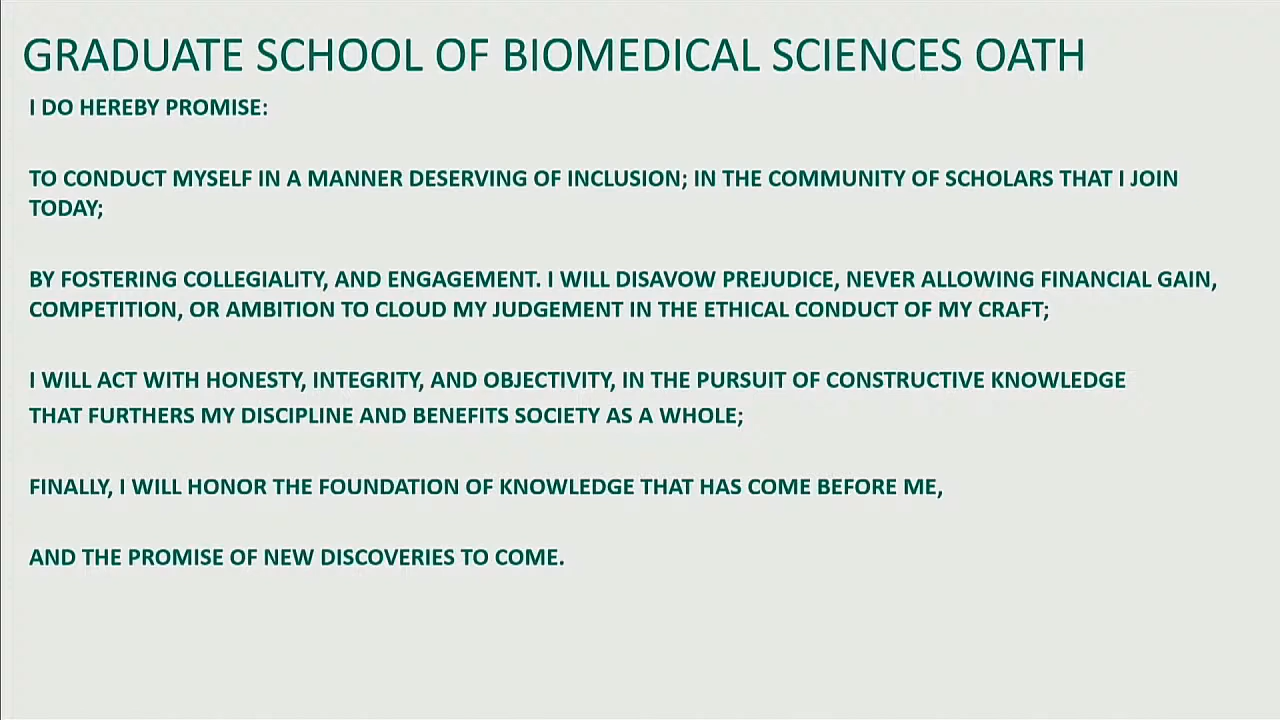 GRADUATE SCHOOL OF BIOMEDICAL SCIENCES OATH
I DO HEREBY PROMISE:
TO CONDUCT MYSELF IN A MANNER DESERVING OF INCLUSION; IN THE COMMUNITY OF SCHOLARS THAT I JOIN
TODAY;
BY FOSTERING COLLEGIALITY, AND ENGAGEMENT. I WILL DISAVOW PREJUDICE, NEVER ALLOWING FINANCIAL GAIN,
COMPETITION, OR AMBITION TO CLOUD MY JUDGEMENT IN THE ETHICAL CONDUCT OF MY CRAFT;
I WILL ACT WITH HONESTY, INTEGRITY, AND OBJECTIVITY, IN THE PURSUIT OF CONSTRUCTIVE KNOWLEDGE
THAT FURTHERS MY DISCIPLINE AND BENEFITS SOCIETY AS A WHOLE;
FINALLY, I WILL HONOR THE FOUNDATION OF KNOWLEDGE THAT HAS COME BEFORE ME,
AND THE PROMISE OF NEW DISCOVERIES TO COME.